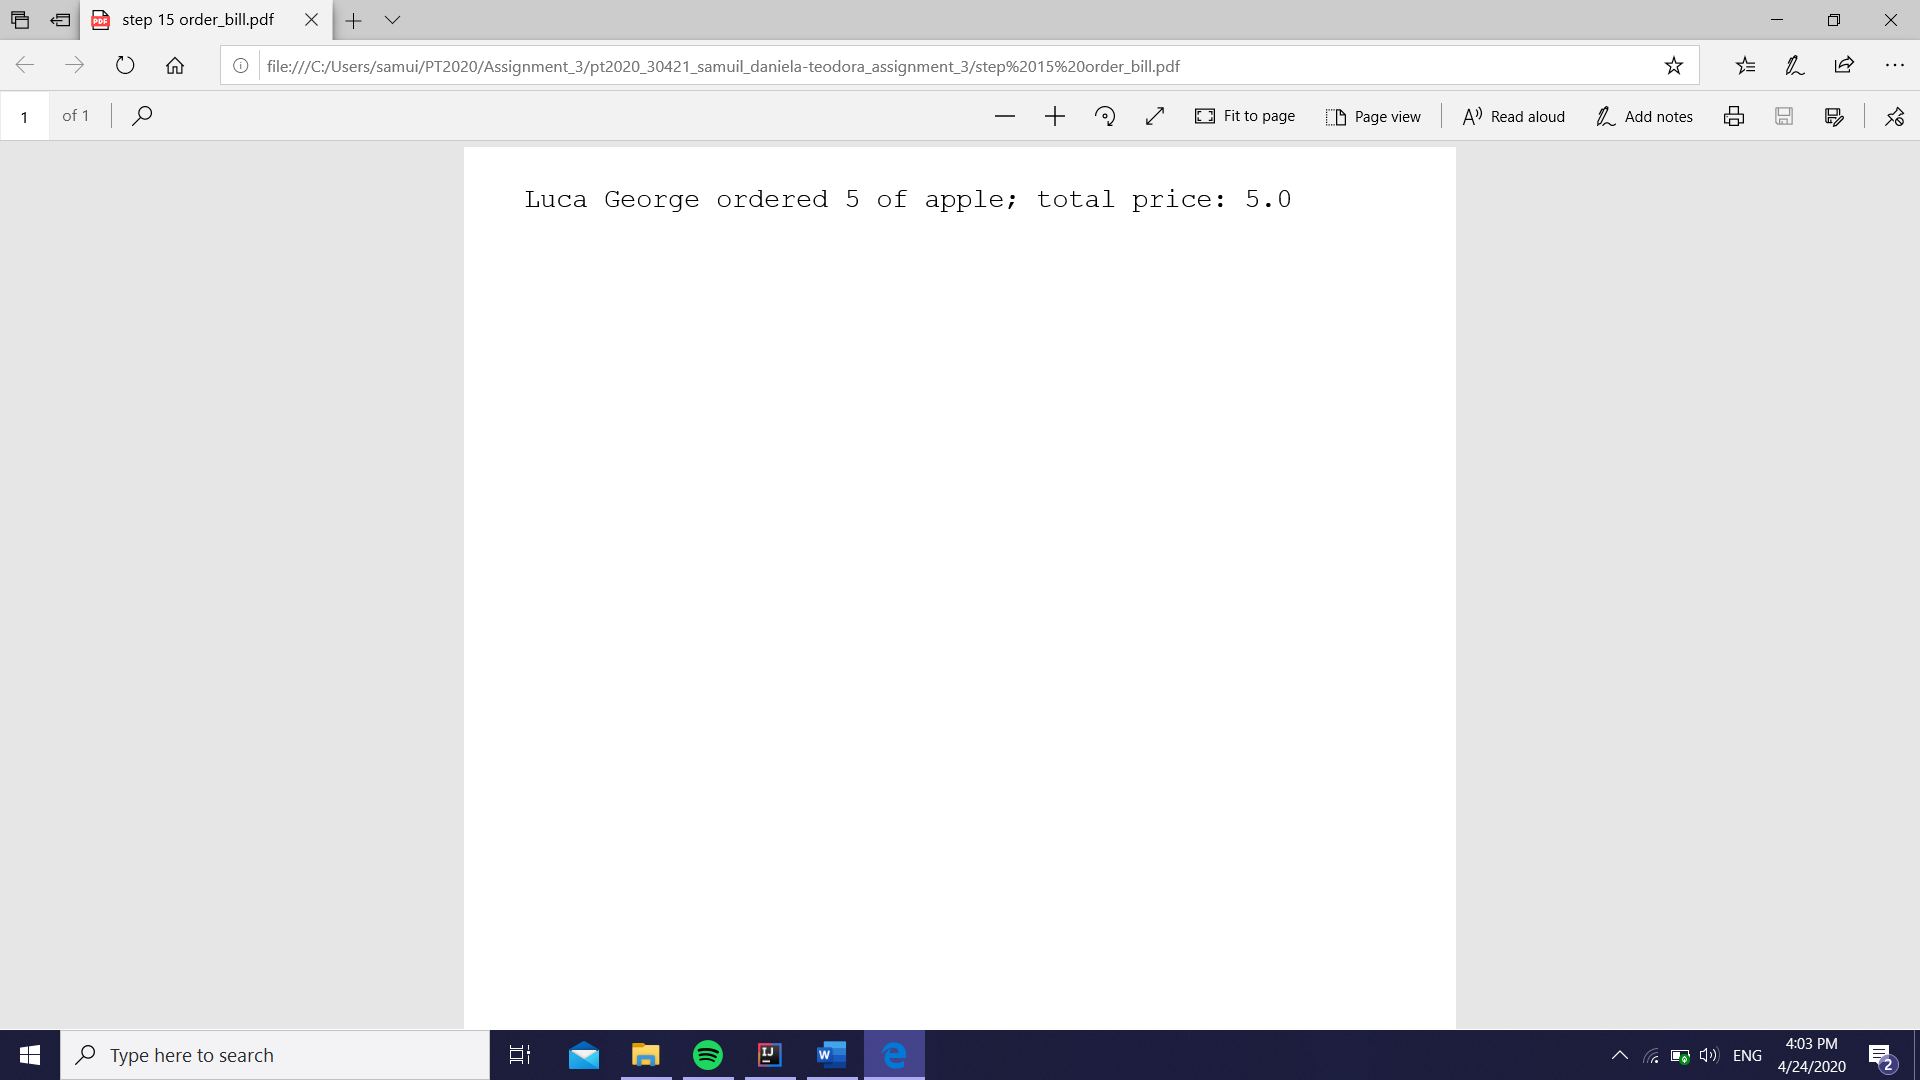 step 15 order_bill.pdf
file:///C:/Users/samui/PT2020/Assignment_3/pt2020_30421_samuil_daniela-teodora_assignment_3/step%2015%20order_bill.pdf
1 of 1 Fit to page Page view Read aloud Add notes
Luca George ordered 5 of apple; total price: 5.0
Type here to search
ENG
4:03 PM
4/24/2020
2